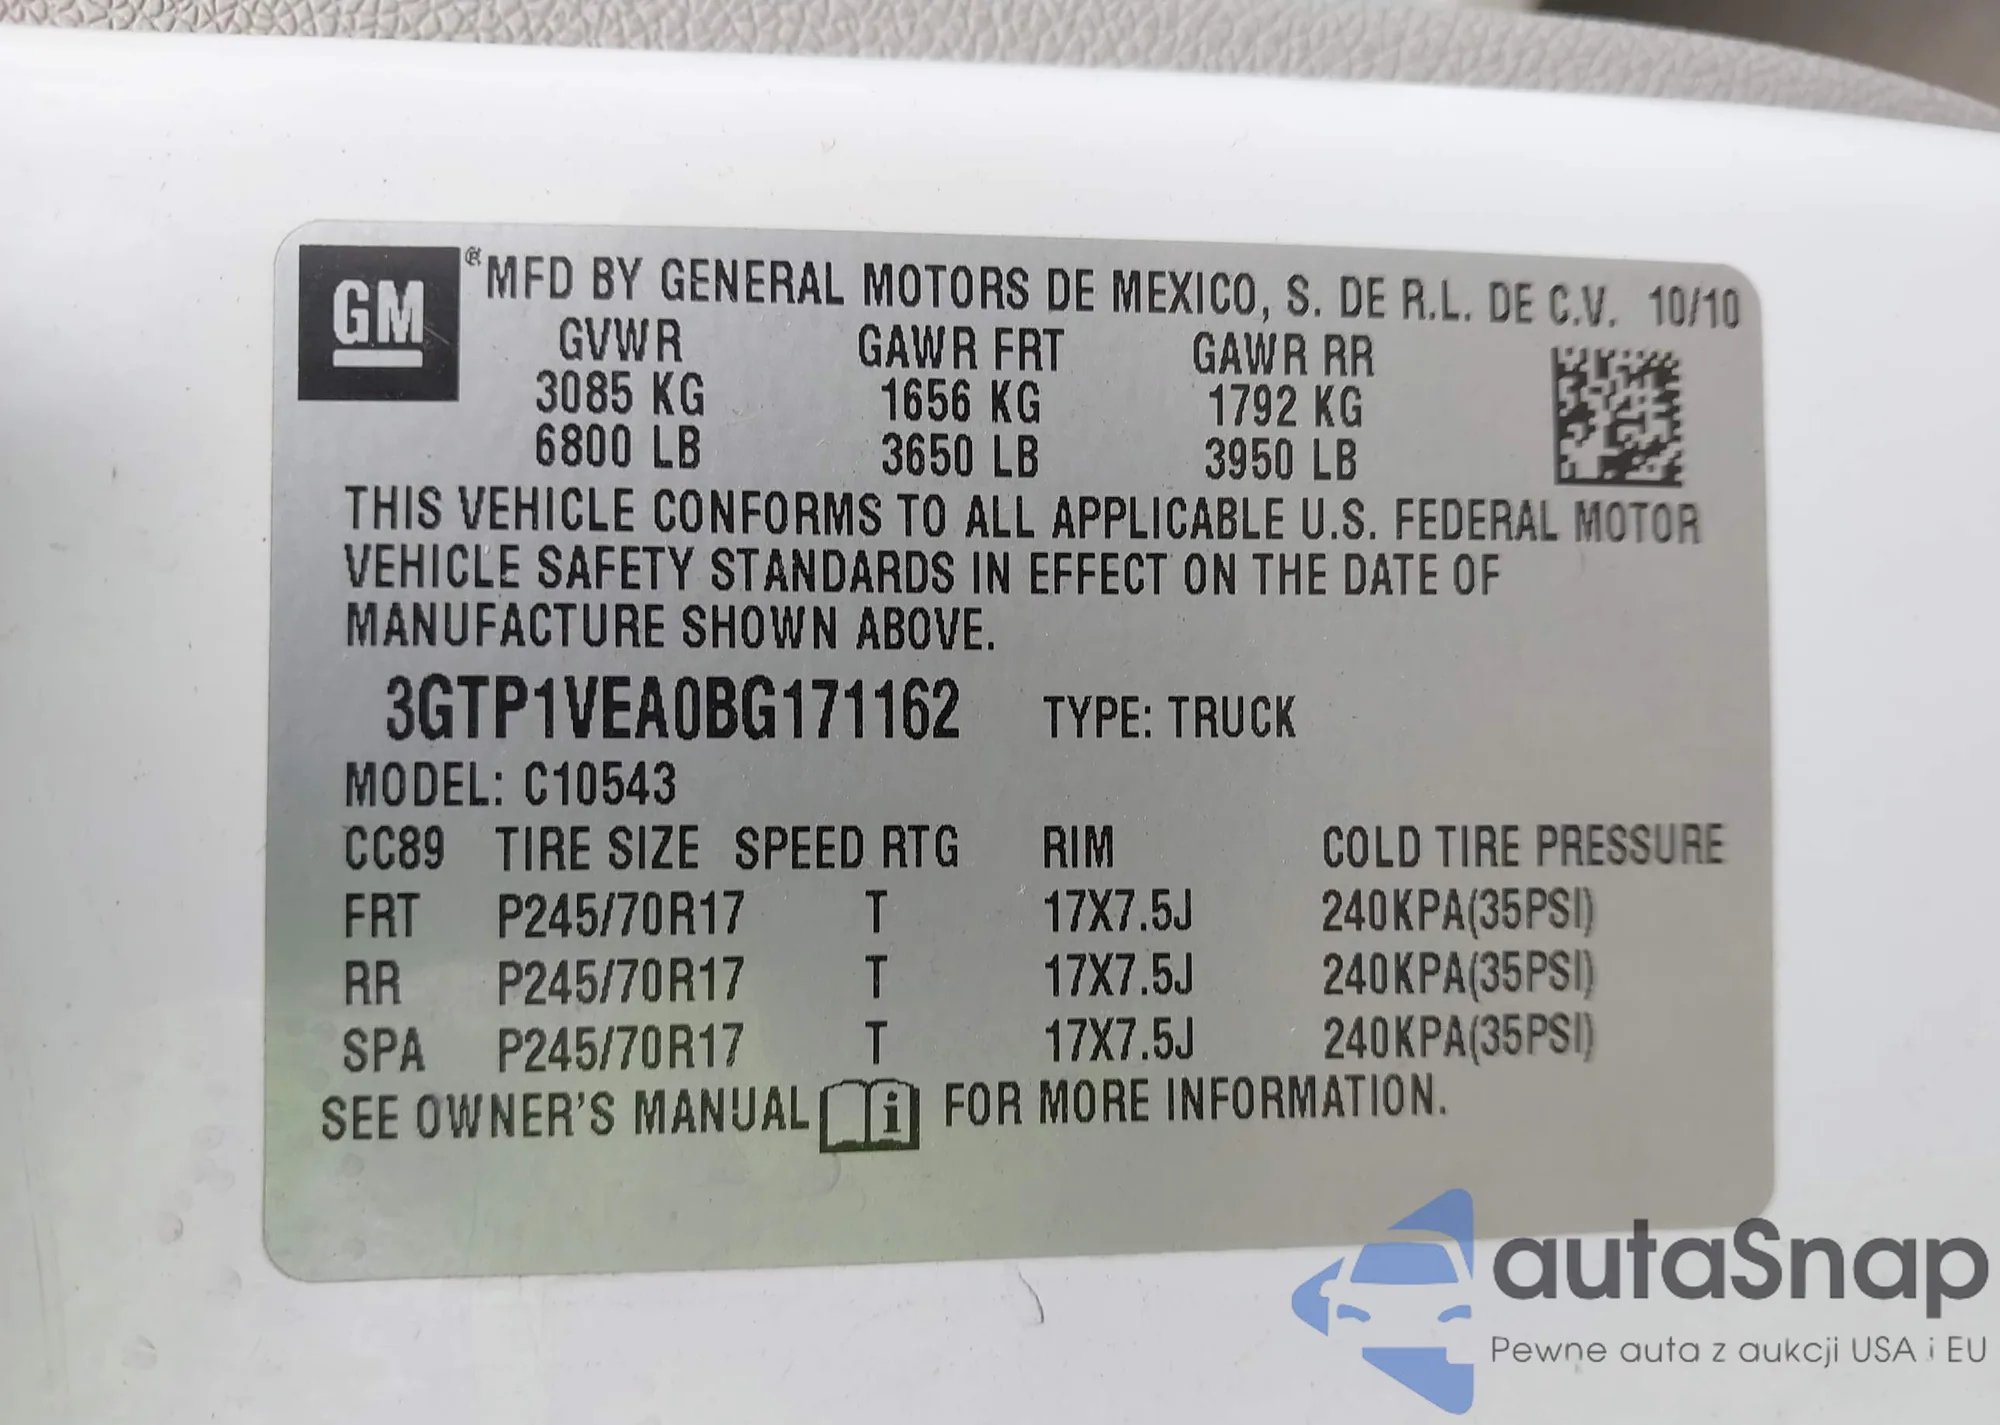 GM ® MFD BY GENERAL MOTORS DE MEXICO, S. DE R.L. DE C.V. 10/10
GVWR GAWR FRT GAWR RR
3085 KG 1656 KG 1792 KG
6800 LB 3650 LB 3950 LB
THIS VEHICLE CONFORMS TO ALL APPLICABLE U.S. FEDERAL MOTOR
VEHICLE SAFETY STANDARDS IN EFFECT ON THE DATE OF
MANUFACTURE SHOWN ABOVE.
3GTP1VEA0BG171162 TYPE: TRUCK
MODEL: C10543
CC89 TIRE SIZE SPEED RTG RIM COLD TIRE PRESSURE
FRT P245/70R17 T 17X7.5J 240KPA(35PSI)
RR P245/70R17 T 17X7.5J 240KPA(35PSI)
SPA P245/70R17 T 17X7.5J 240KPA(35PSI)
SEE OWNER'S MANUAL i FOR MORE INFORMATION.
autaSnap
Pewne auta z aukcji USA i EU